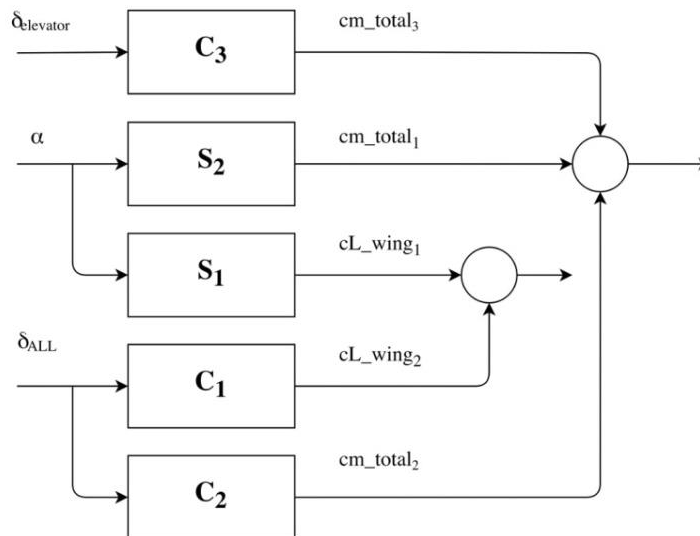 δelevator
cm_total₃
C₃
α
cm_total₁
S₂
cL_wing₁
S₁
δALL
cL_wing₂
C₁
cm_total₂
C₂